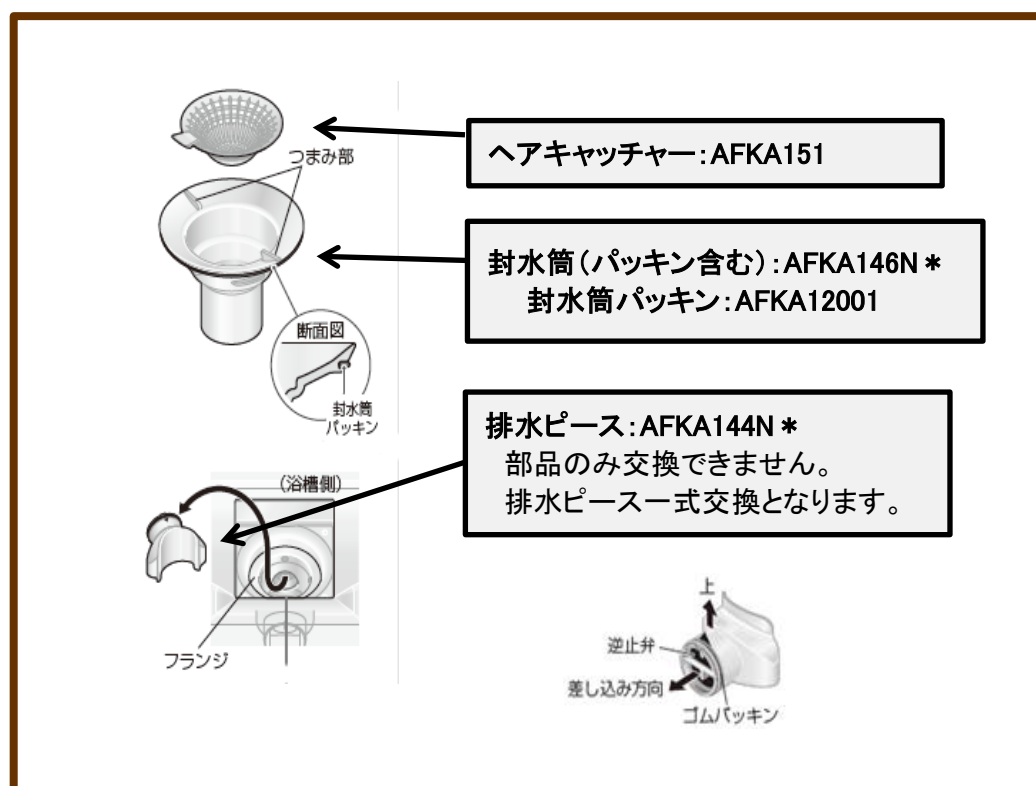 ヘアキャッチャー:AFKA151
つまみ部
封水筒(パッキン含む):AFKA146N*
封水筒パッキン:AFKA12001
断面図
封水筒
パッキン
排水ピース:AFKA144N*
部品のみ交換できません。
排水ピース一式交換となります。
(浴槽側)
フランジ
上
逆止弁
差し込み方向
ゴムパッキン